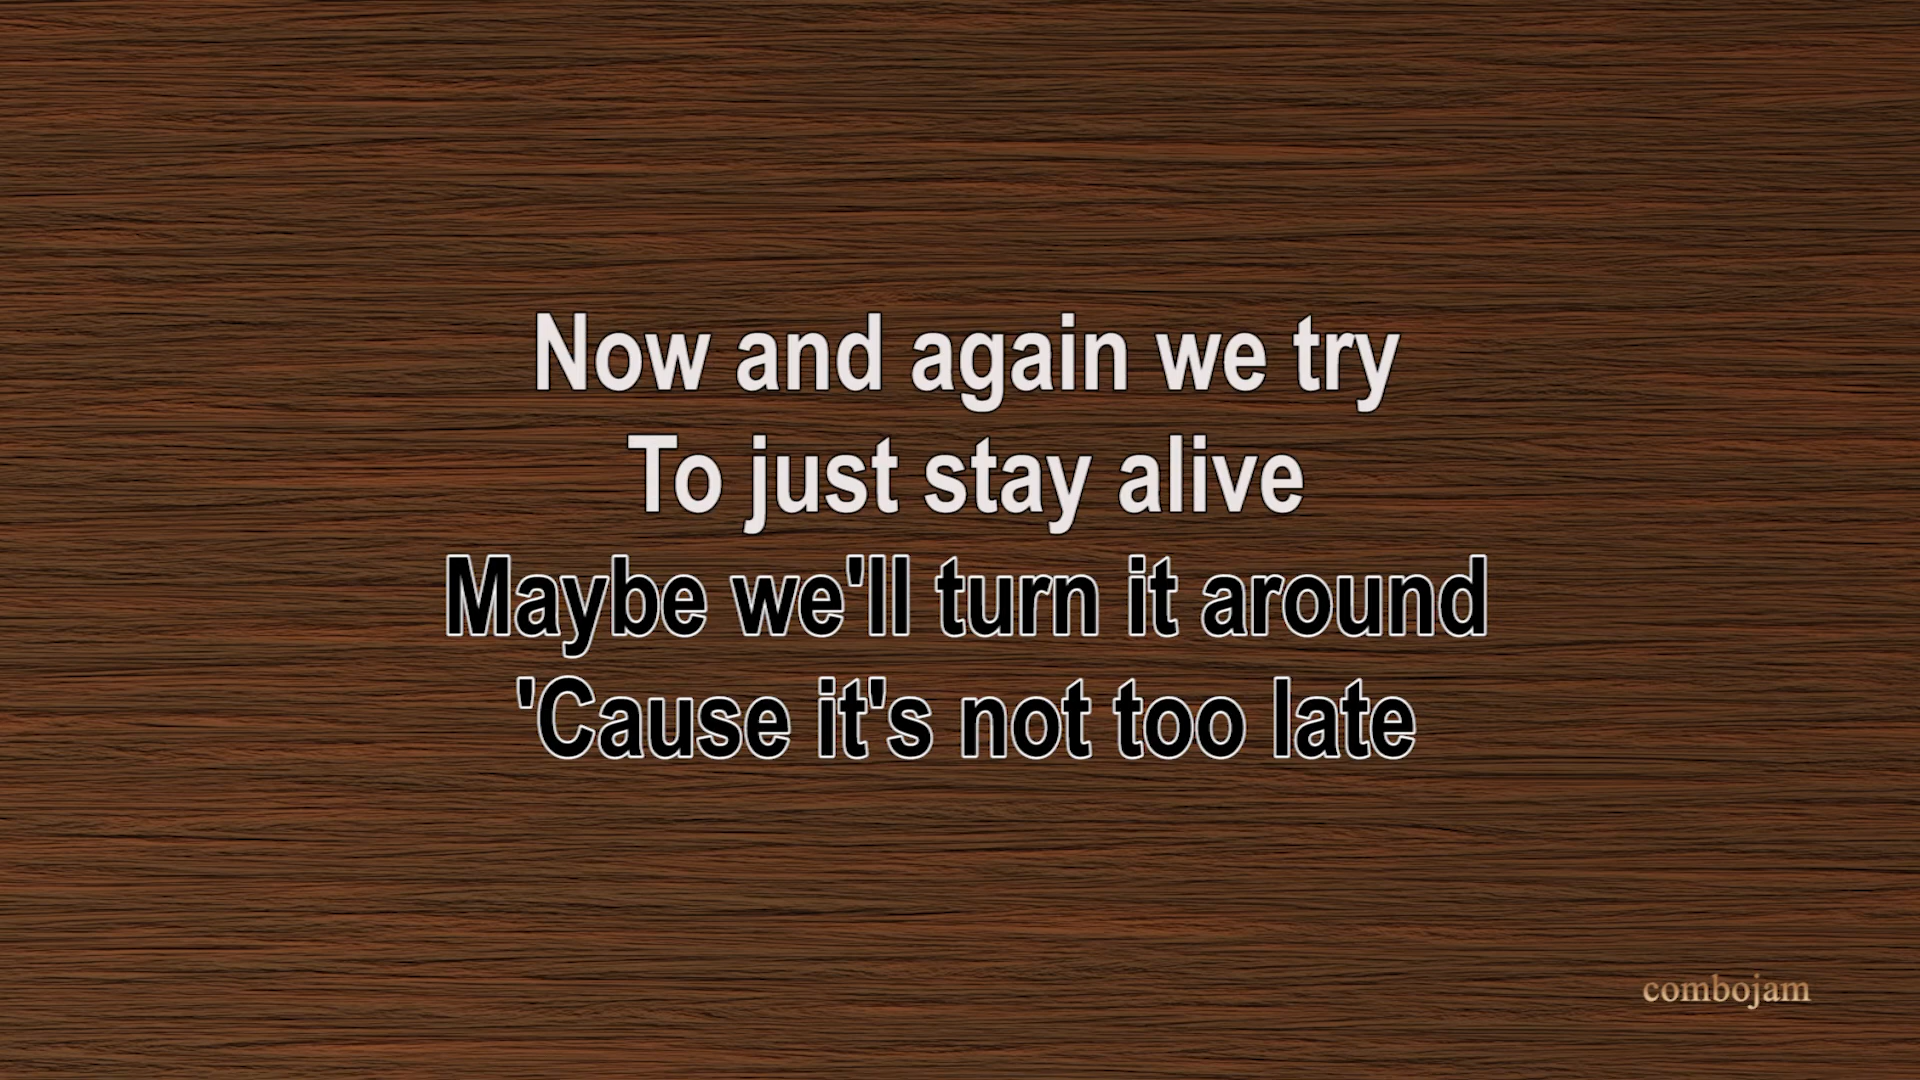 Now and again we try
To just stay alive
Maybe we'll turn it around
'Cause it's not too late
combojam